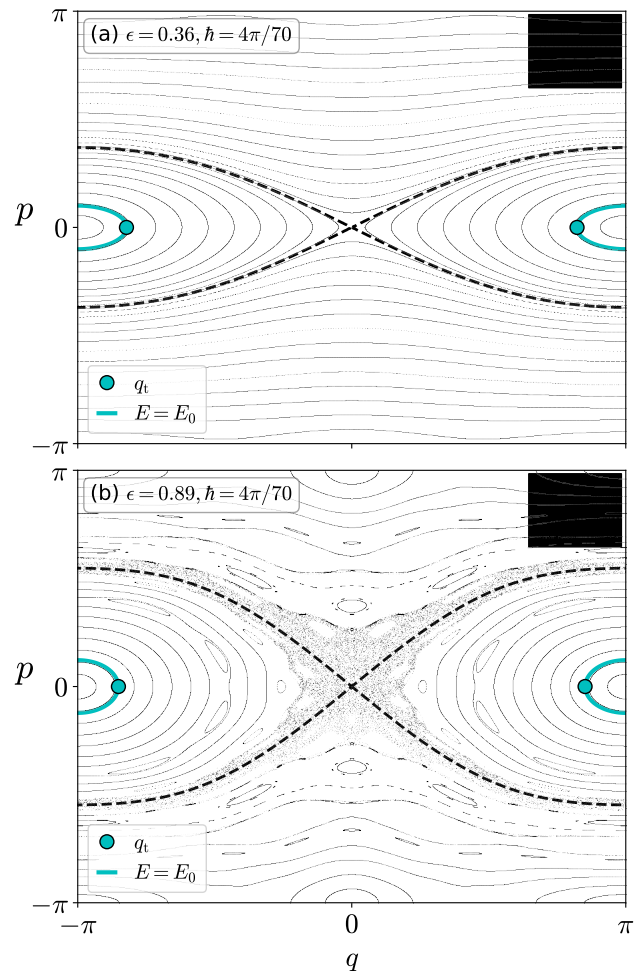 π
(a) ϵ = 0.36, ħ = 4π/70
p
0
q_t
E = E_0
−π
π
(b) ϵ = 0.89, ħ = 4π/70
p
0
q_t
E = E_0
−π
−π
0
π
q